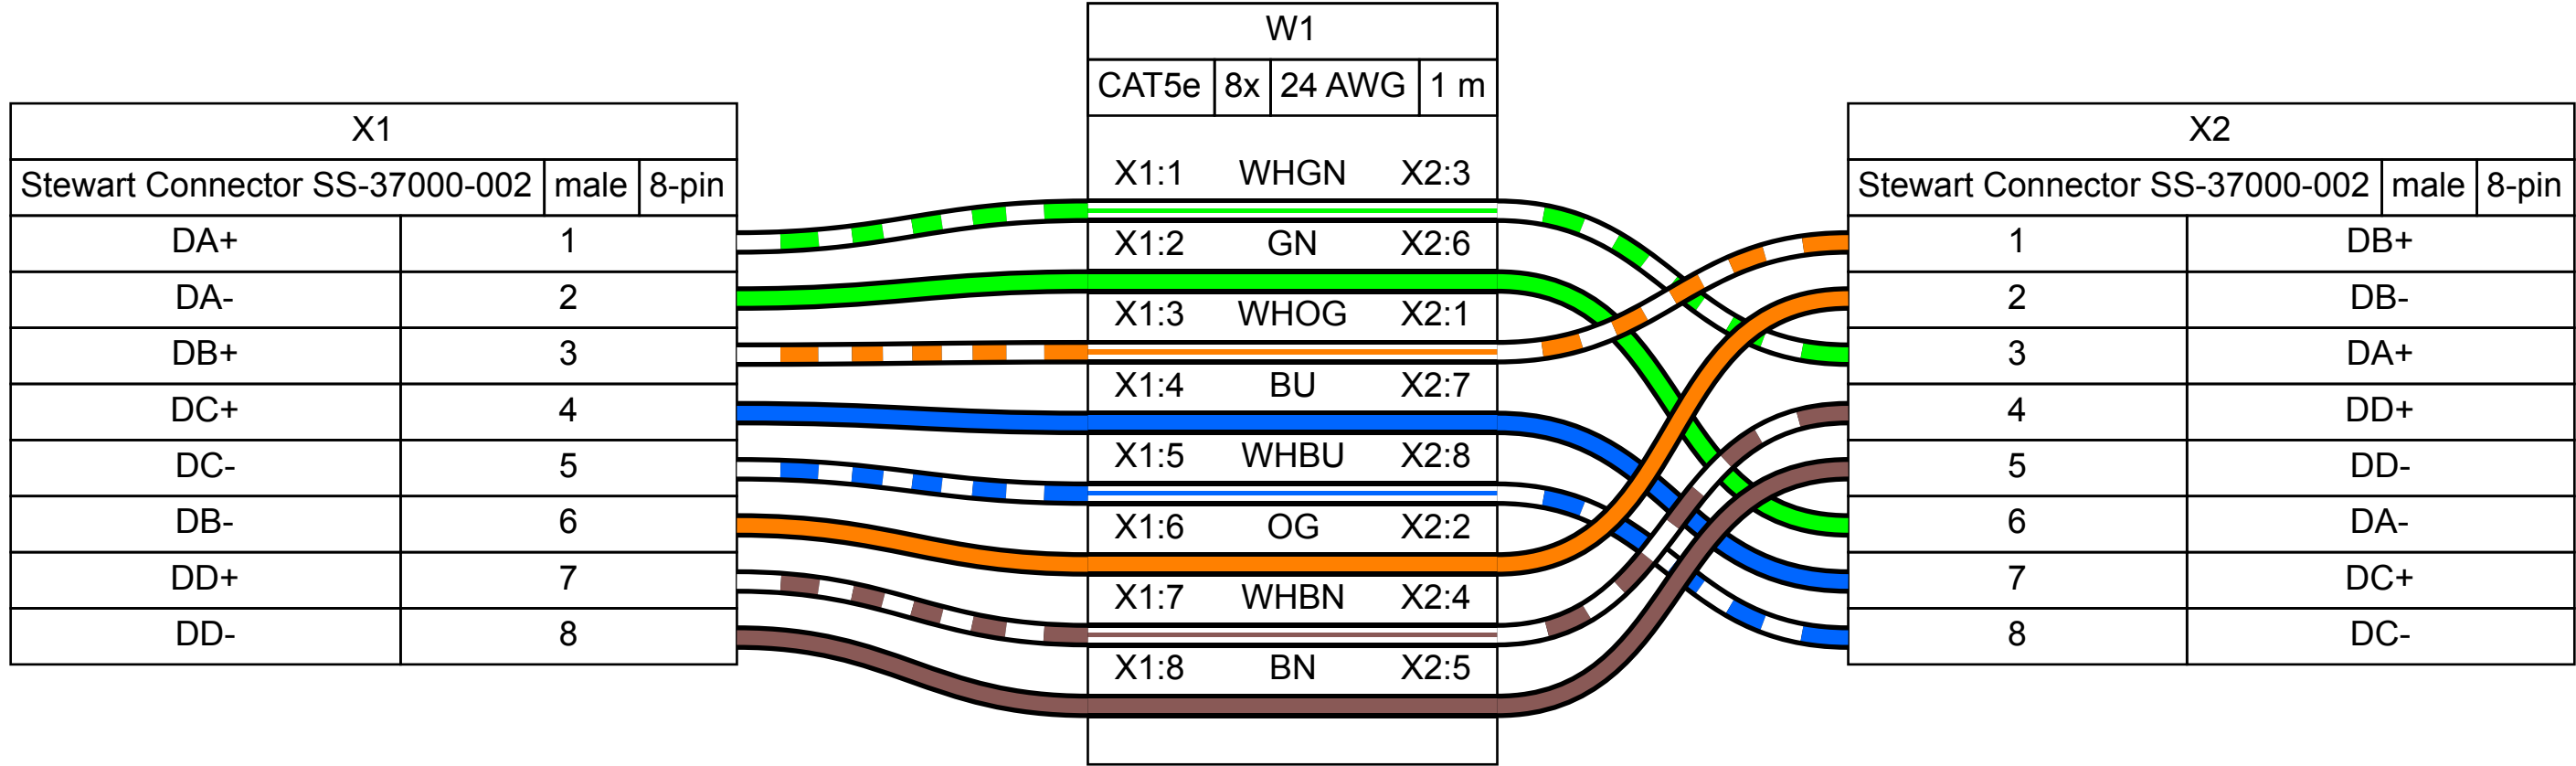 X1
Stewart Connector SS-37000-002 male 8-pin
DA+ 1
DA- 2
DB+ 3
DC+ 4
DC- 5
DB- 6
DD+ 7
DD- 8
W1
CAT5e 8x 24 AWG 1 m
X1:1 WHGN X2:3
X1:2 GN X2:6
X1:3 WHOG X2:1
X1:4 BU X2:7
X1:5 WHBU X2:8
X1:6 OG X2:2
X1:7 WHBN X2:4
X1:8 BN X2:5
X2
Stewart Connector SS-37000-002 male 8-pin
1 DB+
2 DB-
3 DA+
4 DD+
5 DD-
6 DA-
7 DC+
8 DC-